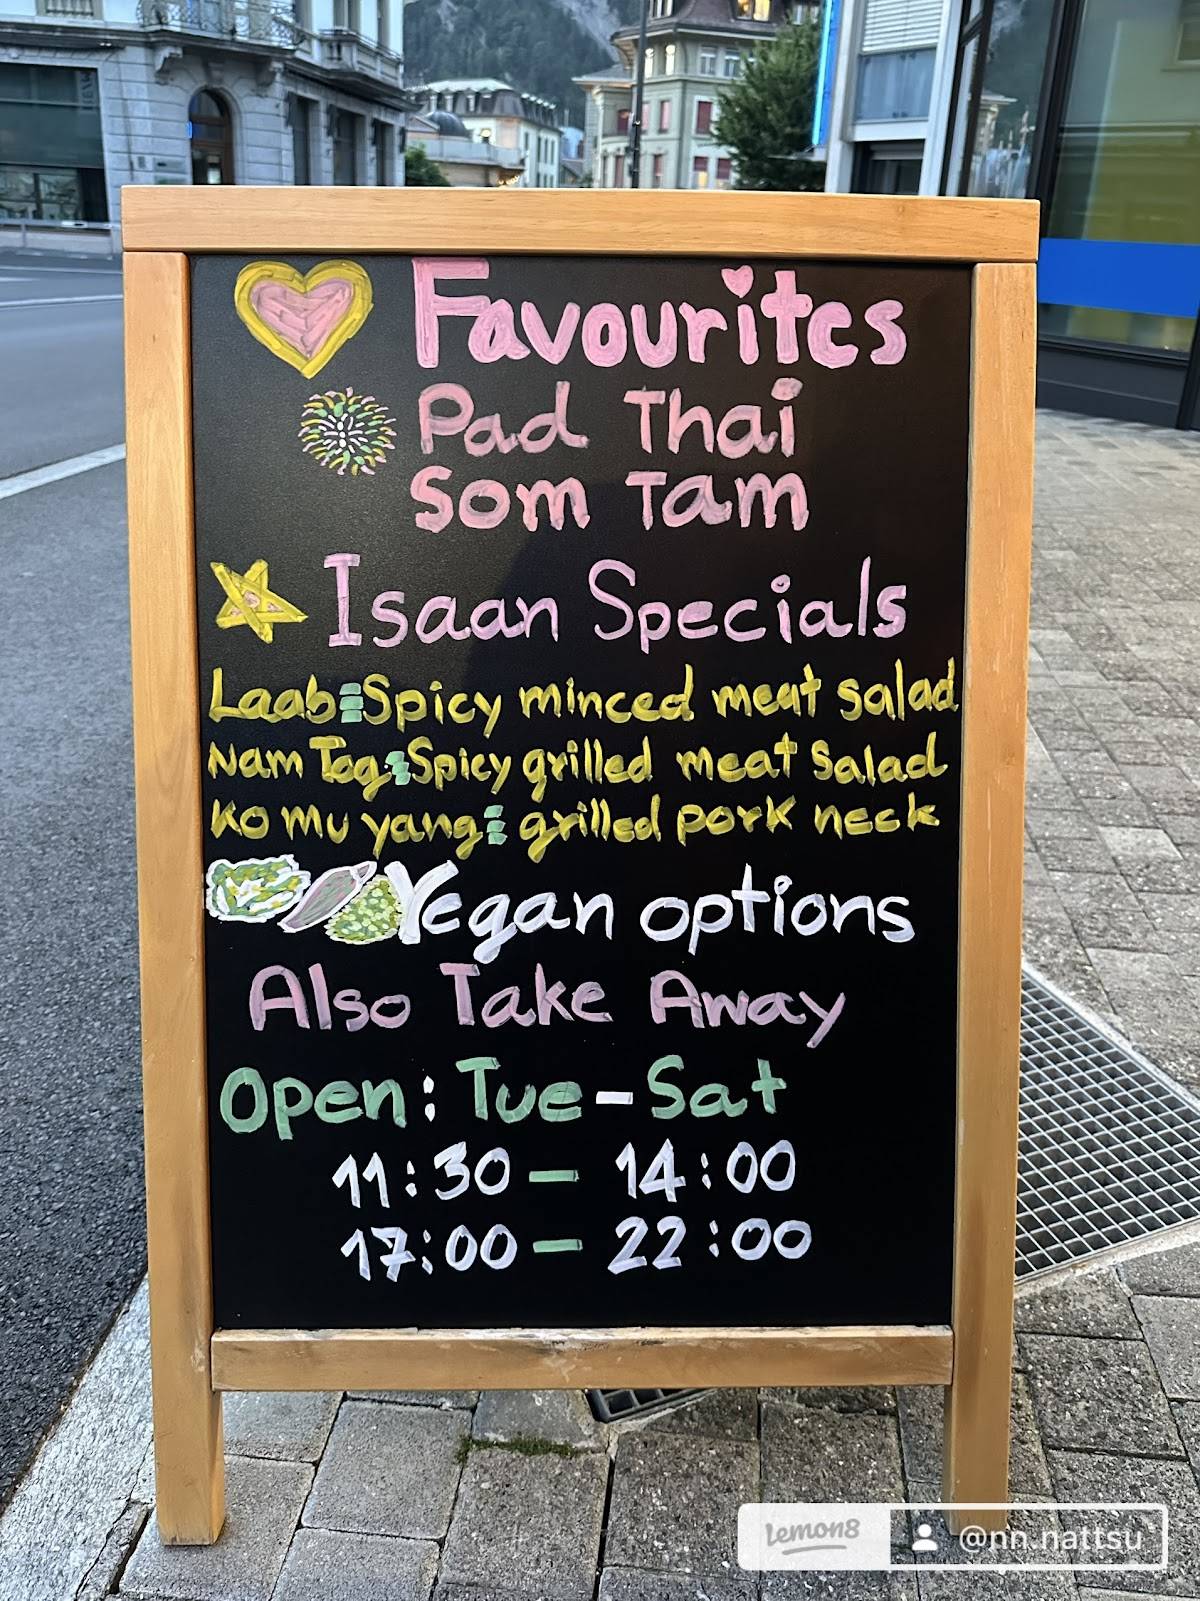 Favourites
Pad Thai
Som Tam
Isaan Specials
Laab: Spicy minced meat salad
Nam Tog: Spicy grilled meat Salad
Ko mu yang: grilled pork neck
Vegan options
Also Take Away
Open: Tue - Sat
11:30 - 14:00
17:00 - 22:00
Lemon8 @nn.nattsu